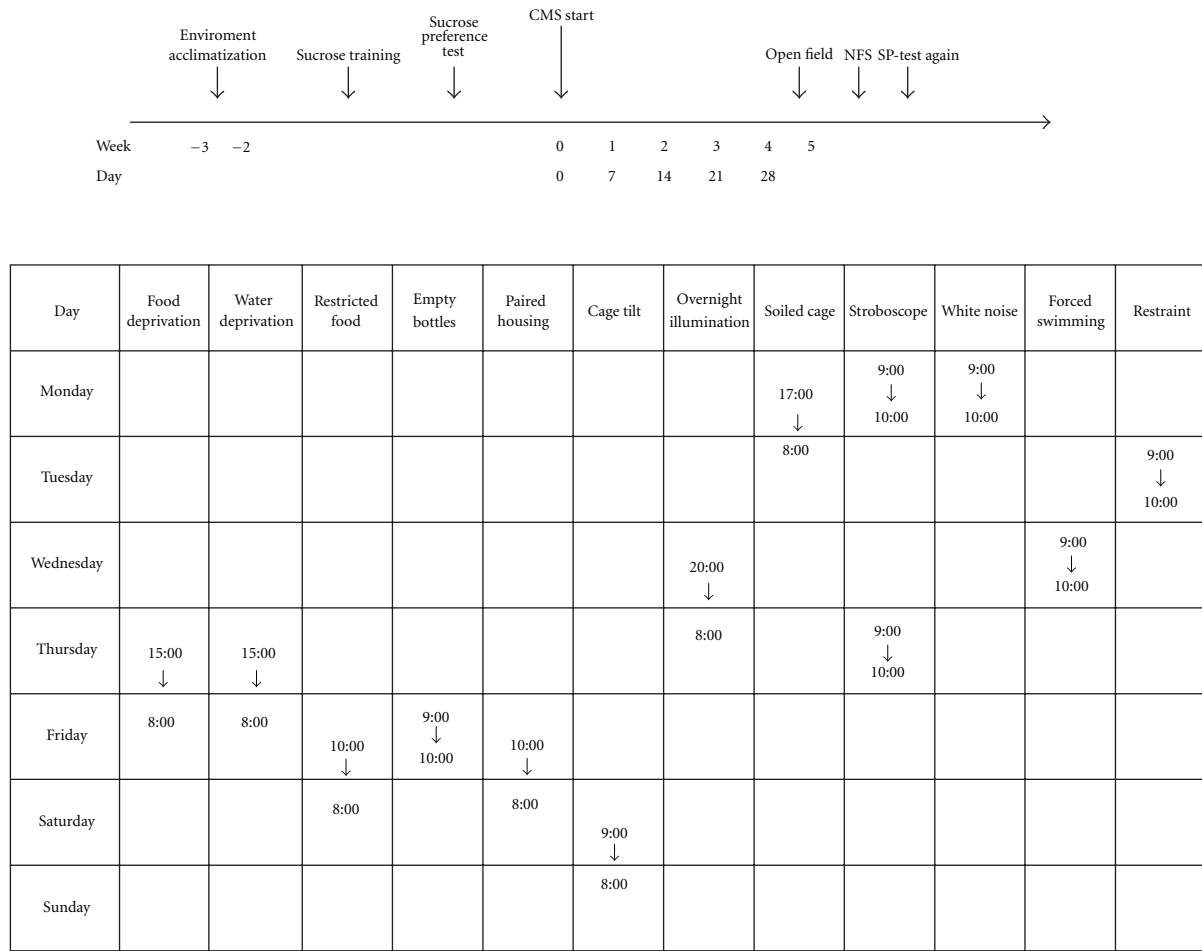 CMS start
Sucrose
preference
test
Enviroment
acclimatization
Sucrose training
Open field
NFS
SP-test again
Week −3 −2 0 1 2 3 4 5
Day 0 7 14 21 28
Day
Food
deprivation
Water
deprivation
Restricted
food
Empty
bottles
Paired
housing
Cage tilt
Overnight
illumination
Soiled cage
Stroboscope
White noise
Forced
swimming
Restraint
Monday
17:00
↓
9:00
↓
10:00
9:00
↓
10:00
Tuesday
8:00
9:00
↓
10:00
Wednesday
20:00
↓
9:00
↓
10:00
Thursday
15:00
↓
15:00
↓
8:00
9:00
↓
10:00
Friday
8:00
8:00
10:00
↓
9:00
↓
10:00
10:00
↓
Saturday
8:00
8:00
9:00
↓
Sunday
8:00